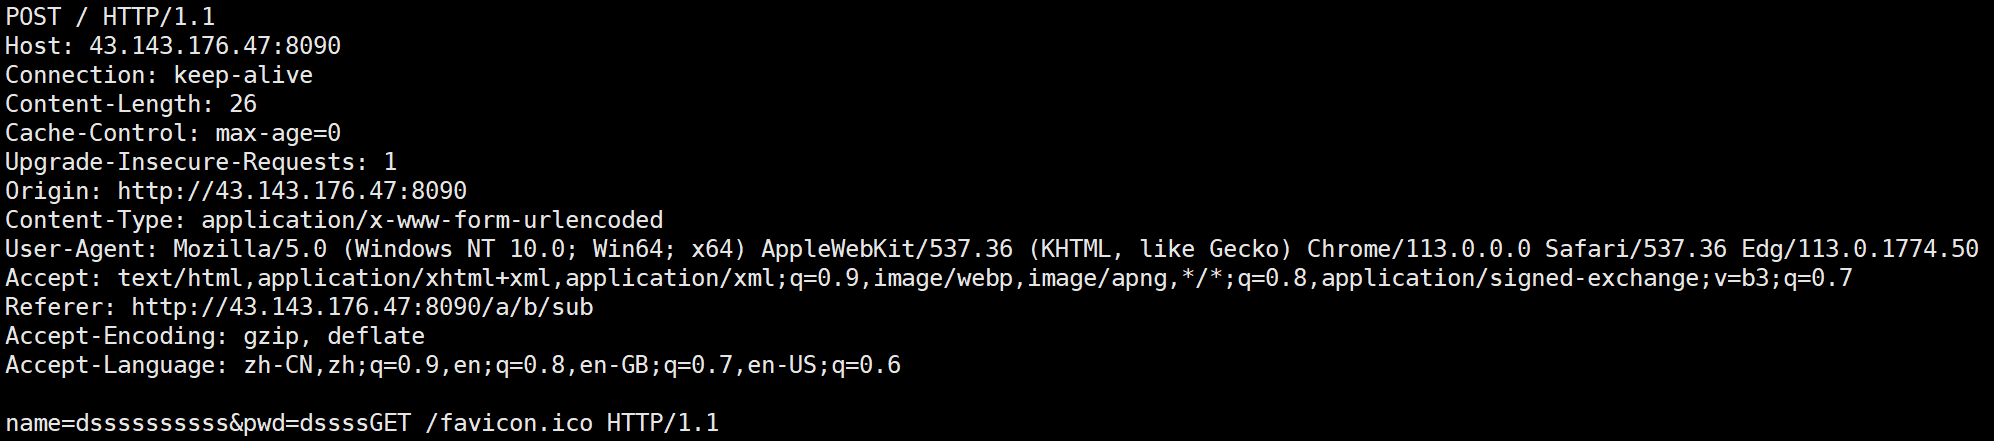 POST / HTTP/1.1
Host: 43.143.176.47:8090
Connection: keep-alive
Content-Length: 26
Cache-Control: max-age=0
Upgrade-Insecure-Requests: 1
Origin: http://43.143.176.47:8090
Content-Type: application/x-www-form-urlencoded
User-Agent: Mozilla/5.0 (Windows NT 10.0; Win64; x64) AppleWebKit/537.36 (KHTML, like Gecko) Chrome/113.0.0.0 Safari/537.36 Edg/113.0.1774.50
Accept: text/html,application/xhtml+xml,application/xml;q=0.9,image/webp,image/apng,*/*;q=0.8,application/signed-exchange;v=b3;q=0.7
Referer: http://43.143.176.47:8090/a/b/sub
Accept-Encoding: gzip, deflate
Accept-Language: zh-CN,zh;q=0.9,en;q=0.8,en-GB;q=0.7,en-US;q=0.6

name=dssssssssss&pwd=dssssGET /favicon.ico HTTP/1.1